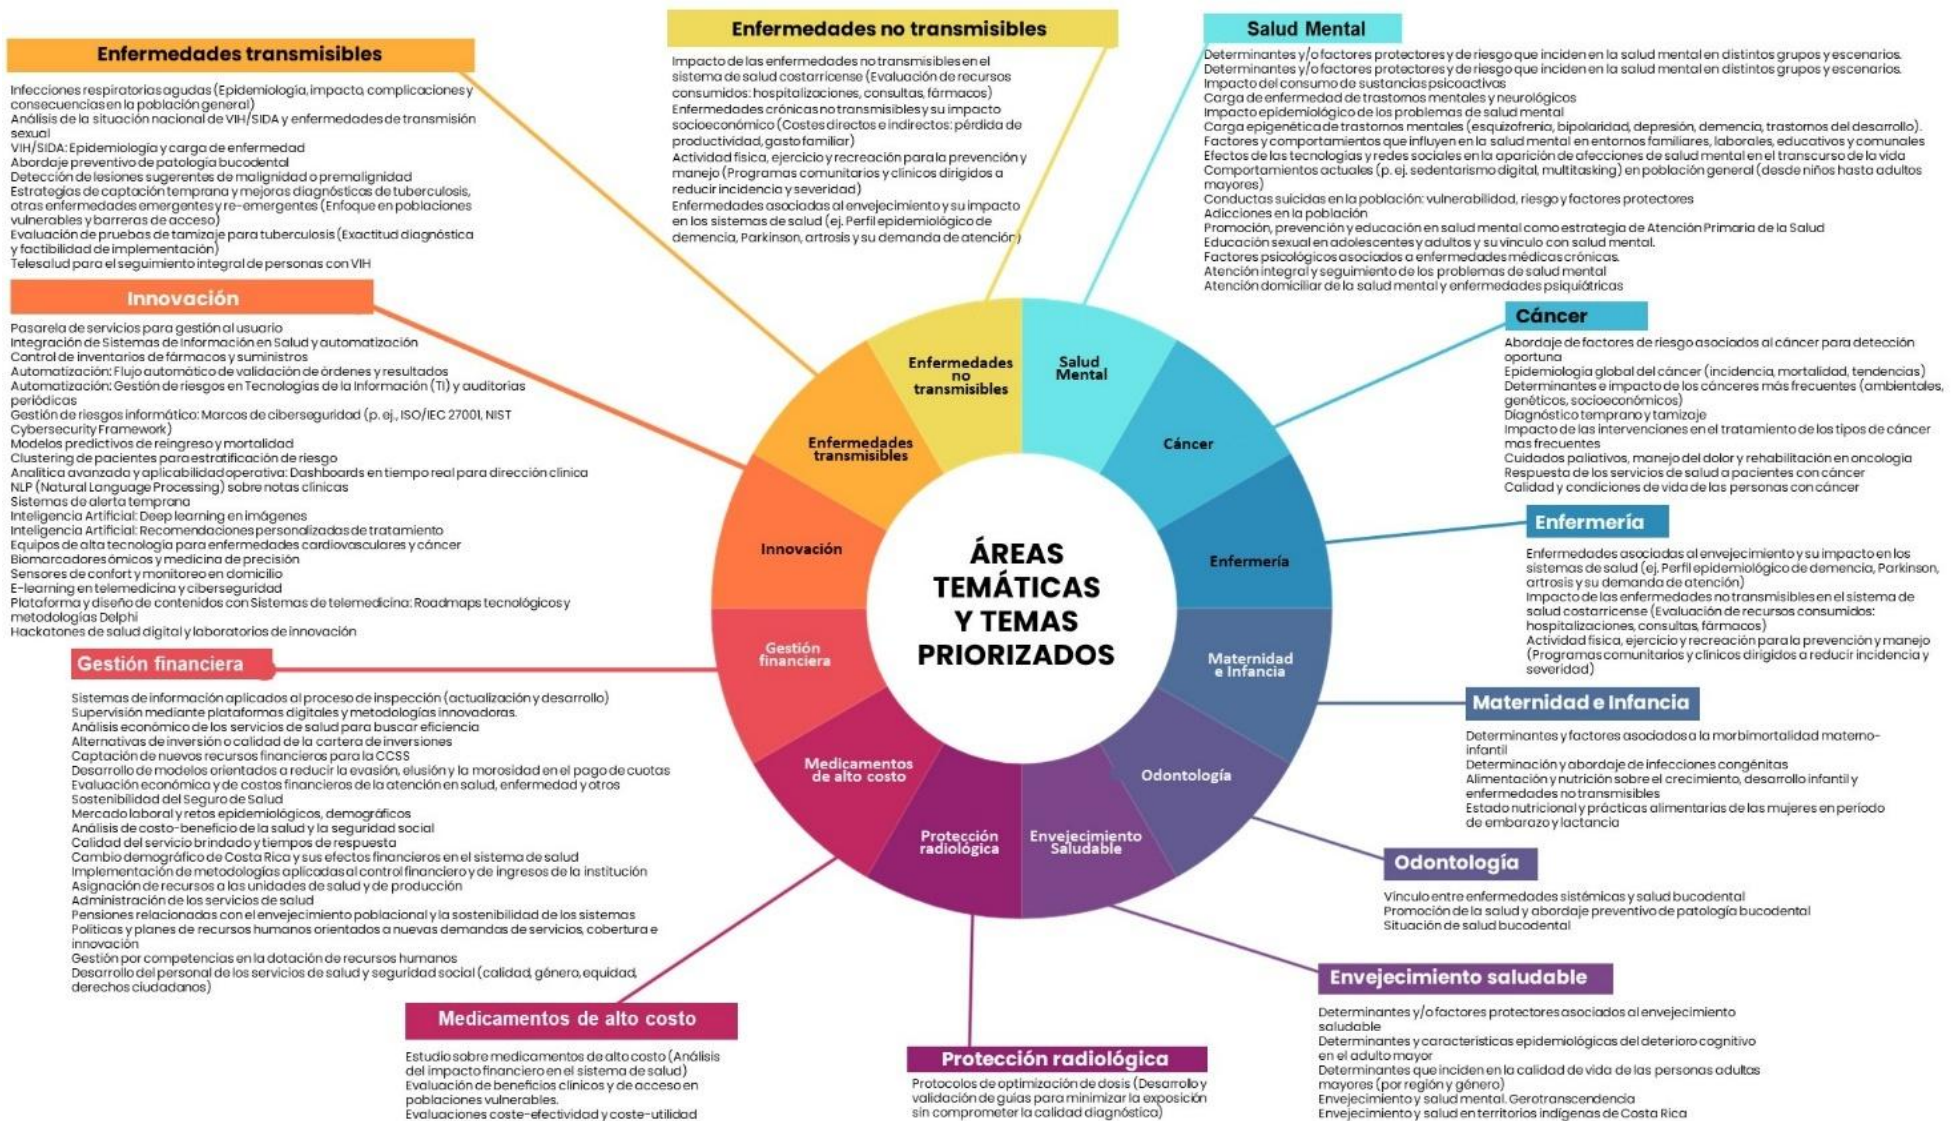 Enfermedades transmisibles
Infecciones respiratorias agudas (Epidemiología, impacto, complicaciones y
consecuencias en la población general)
Análisis de la situación nacional de VIH/SIDA y enfermedades de transmisión
sexual
VIH/SIDA: Epidemiología y carga de enfermedad
Abordaje preventivo de patología bucodental
Detección de lesiones sugerentes de malignidad o premalignidad
Estrategias de captación temprana y mejoras diagnósticas de tuberculosis,
otras enfermedades emergentes y re-emergentes (Enfoque en poblaciones
vulnerables y barreras de acceso)
Evaluación de pruebas de tamizaje para tuberculosis (Exactitud diagnóstica
y factibilidad de implementación)
Telesalud para el seguimiento integral de personas con VIH
Enfermedades no transmisibles
Impacto de las enfermedades no transmisibles en el
sistema de salud costarricense (Evaluación de recursos
consumidos: hospitalizaciones, consultas, fármacos)
Enfermedades crónicas no transmisibles y su impacto
socioeconómico (Costes directos e indirectos: pérdida de
productividad, gasto familiar)
Actividad física, ejercicio y recreación para la prevención y
manejo (Programas comunitarios y clínicos dirigidos a
reducir incidencia y severidad)
Enfermedades asociadas al envejecimiento y su impacto
en los sistemas de salud (ej. Perfil epidemiológico de
demencia, Parkinson, artrosis y su demanda de atención)
Salud Mental
Determinantes y/o factores protectores y de riesgo que inciden en la salud mental en distintos grupos y escenarios.
Determinantes y/o factores protectores y de riesgo que inciden en la salud mental en distintos grupos y escenarios.
Impacto del consumo de sustancias psicoactivas
Carga de enfermedad de trastornos mentales y neurológicos
Impacto epidemiológico de los problemas de salud mental
Carga epigenética de trastornos mentales (esquizofrenia, bipolaridad, depresión, demencia, trastornos del desarrollo).
Factores y comportamientos que influyen en la salud mental en entornos familiares, laborales, educativos y comunales
Efectos de las tecnologías y redes sociales en la aparición de afecciones de salud mental en el transcurso de la vida
Comportamientos actuales (p. ej. sedentarismo digital, multitasking) en población general (desde niños hasta adultos
mayores)
Conductas suicidas en la población: vulnerabilidad, riesgo y factores protectores
Adicciones en la población
Promoción, prevención y educación en salud mental como estrategia de Atención Primaria de la Salud
Educación sexual en adolescentes y adultos y su vínculo con salud mental.
Factores psicológicos asociados a enfermedades médicas crónicas.
Atención integral y seguimiento de los problemas de salud mental
Atención domiciliar de la salud mental y enfermedades psiquiátricas
Innovación
Pasarela de servicios para gestión al usuario
Integración de Sistemas de Información en Salud y automatización
Control de inventarios de fármacos y suministros
Automatización: Flujo automático de validación de órdenes y resultados
Automatización: Gestión de riesgos en Tecnologías de la Información (TI) y auditorías
periódicas
Gestión de riesgos informático: Marcos de ciberseguridad (p. ej., ISO/IEC 27001, NIST
Cybersecurity Framework)
Modelos predictivos de reingreso y mortalidad
Clustering de pacientes para estratificación de riesgo
Analítica avanzada y aplicabilidad operativa: Dashboards en tiempo real para dirección clínica
NLP (Natural Language Processing) sobre notas clínicas
Sistemas de alerta temprana
Inteligencia Artificial: Deep learning en imágenes
Inteligencia Artificial: Recomendaciones personalizadas de tratamiento
Equipos de alta tecnología para enfermedades cardiovasculares y cáncer
Biomarcadores ómicos y medicina de precisión
Sensores de confort y monitoreo en domicilio
E-learning en telemedicina y ciberseguridad
Plataforma y diseño de contenidos con Sistemas de telemedicina: Roadmaps tecnológicos y
metodologías Delphi
Hackatones de salud digital y laboratorios de innovación
Cáncer
Abordaje de factores de riesgo asociados al cáncer para detección
oportuna
Epidemiología global del cáncer (incidencia, mortalidad, tendencias)
Determinantes e impacto de los cánceres más frecuentes (ambientales,
genéticos, socioeconómicos)
Diagnóstico temprano y tamizaje
Impacto de las intervenciones en el tratamiento de los tipos de cáncer
mas frecuentes
Cuidados paliativos, manejo del dolor y rehabilitación en oncología
Respuesta de los servicios de salud a pacientes con cáncer
Calidad y condiciones de vida de las personas con cáncer
Enfermería
Enfermedades asociadas al envejecimiento y su impacto en los
sistemas de salud (ej. Perfil epidemiológico de demencia, Parkinson,
artrosis y su demanda de atención)
Impacto de las enfermedades no transmisibles en el sistema de
salud costarricense (Evaluación de recursos consumidos:
hospitalizaciones, consultas, fármacos)
Actividad física, ejercicio y recreación para la prevención y manejo
(Programas comunitarios y clínicos dirigidos a reducir incidencia y
severidad)
Enfermedades
no
transmisibles
Salud
Mental
Enfermedades
transmisibles
Cáncer
Innovación
Enfermería
Gestión
financiera
Maternidad
e Infancia
Medicamentos
de alto costo
Odontología
Protección
radiológica
Envejecimiento
Saludable
ÁREAS
TEMÁTICAS
Y TEMAS
PRIORIZADOS
Gestión financiera
Sistemas de información aplicados al proceso de inspección (actualización y desarrollo)
Supervisión mediante plataformas digitales y metodologías innovadoras.
Análisis económico de los servicios de salud para buscar eficiencia
Alternativas de inversión o calidad de la cartera de inversiones
Captación de nuevos recursos financieros para la CCSS
Desarrollo de modelos orientados a reducir la evasión, elusión y la morosidad en el pago de cuotas
Evaluación económica y de costos financieros de la atención en salud, enfermedad y otros
Sostenibilidad del Seguro de Salud
Mercado laboral y retos epidemiológicos, demográficos
Análisis de costo-beneficio de la salud y la seguridad social
Calidad del servicio brindado y tiempos de respuesta
Cambio demográfico de Costa Rica y sus efectos financieros en el sistema de salud
Implementación de metodologías aplicadas al control financiero y de ingresos de la institución
Asignación de recursos a las unidades de salud y de producción
Administración de los servicios de salud
Pensiones relacionadas con el envejecimiento poblacional y la sostenibilidad de los sistemas
Políticas y planes de recursos humanos orientados a nuevas demandas de servicios, cobertura e
innovación
Gestión por competencias en la dotación de recursos humanos
Desarrollo del personal de los servicios de salud y seguridad social (calidad, género, equidad,
derechos ciudadanos)
Maternidad e Infancia
Determinantes y factores asociados a la morbimortalidad materno-
infantil
Determinación y abordaje de infecciones congénitas
Alimentación y nutrición sobre el crecimiento, desarrollo infantil y
enfermedades no transmisibles
Estado nutricional y prácticas alimentarias de las mujeres en período
de embarazo y lactancia
Odontología
Vínculo entre enfermedades sistémicas y salud bucodental
Promoción de la salud y abordaje preventivo de patología bucodental
Situación de salud bucodental
Envejecimiento saludable
Determinantes y/o factores protectores asociados al envejecimiento
saludable
Determinantes y características epidemiológicas del deterioro cognitivo
en el adulto mayor
Determinantes que inciden en la calidad de vida de las personas adultas
mayores (por región y género)
Envejecimiento y salud mental. Gerotranscendencia
Envejecimiento y salud en territorios indígenas de Costa Rica
Medicamentos de alto costo
Estudio sobre medicamentos de alto costo (Análisis
del impacto financiero en el sistema de salud)
Evaluación de beneficios clínicos y de acceso en
poblaciones vulnerables.
Evaluaciones coste-efectividad y coste-utilidad
Protección radiológica
Protocolos de optimización de dosis (Desarrollo y
validación de guías para minimizar la exposición
sin comprometer la calidad diagnóstica)